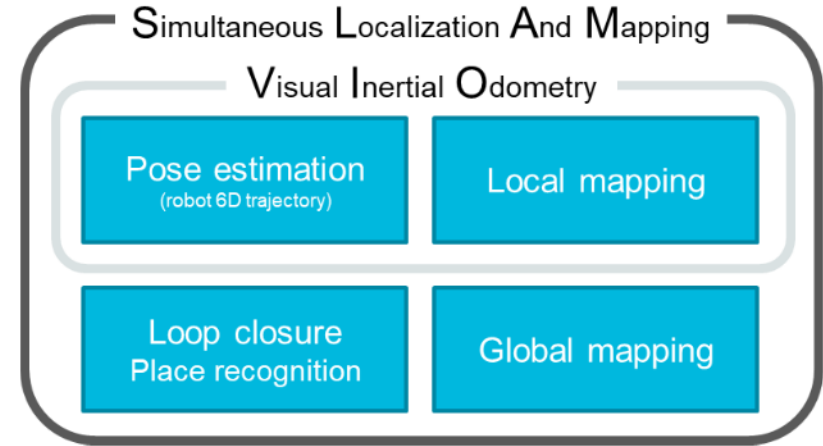 Simultaneous Localization And Mapping
Visual Inertial Odometry
Pose estimation
(robot 6D trajectory)
Local mapping
Loop closure
Place recognition
Global mapping